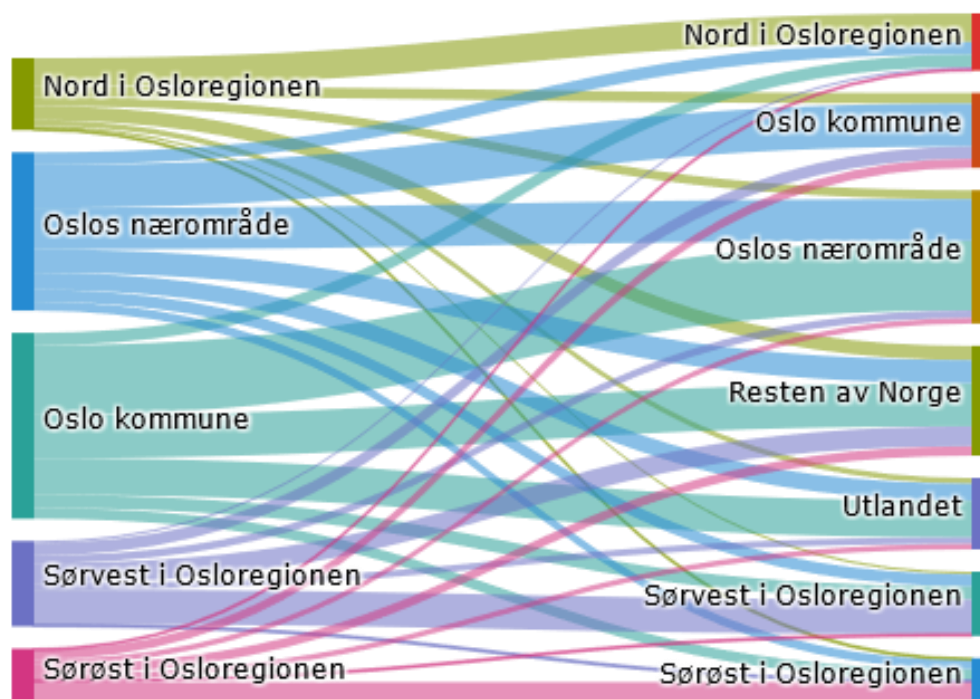 Nord i Osloregionen
Oslos nærområde
Oslo kommune
Sørvest i Osloregionen
Sørøst i Osloregionen
Nord i Osloregionen
Oslo kommune
Oslos nærområde
Resten av Norge
Utlandet
Sørvest i Osloregionen
Sørøst i Osloregionen